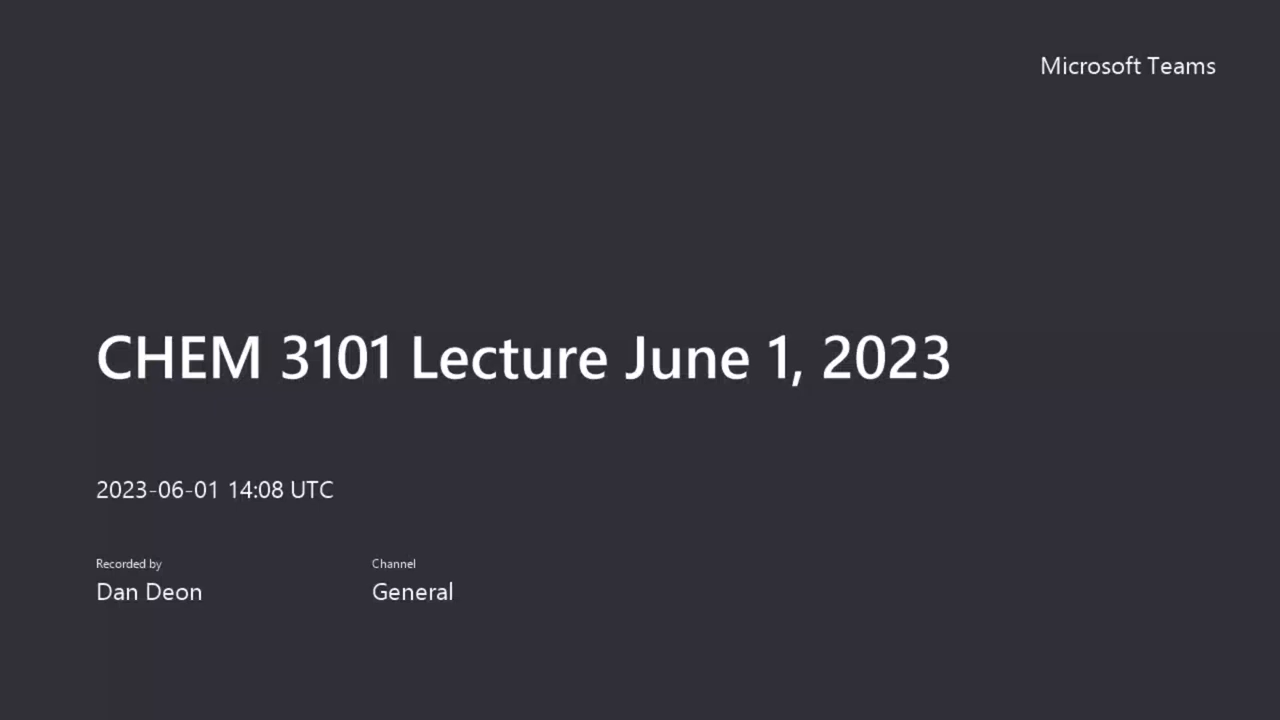 Microsoft Teams
CHEM 3101 Lecture June 1, 2023
2023-06-01 14:08 UTC
Recorded by
Dan Deon
Channel
General